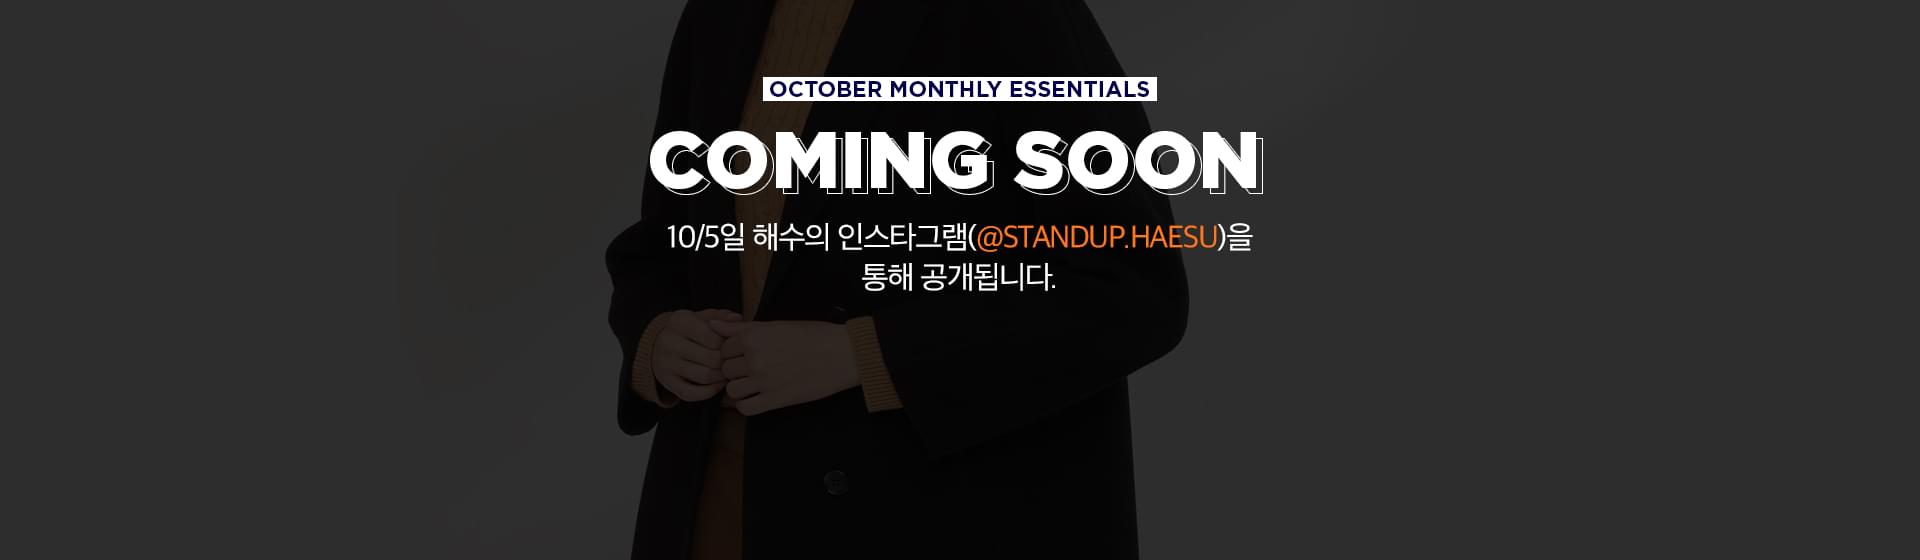 OCTOBER MONTHLY ESSENTIALS
COMING SOON
10/5일 해수의 인스타그램(@STANDUP.HAESU)을
통해 공개됩니다.